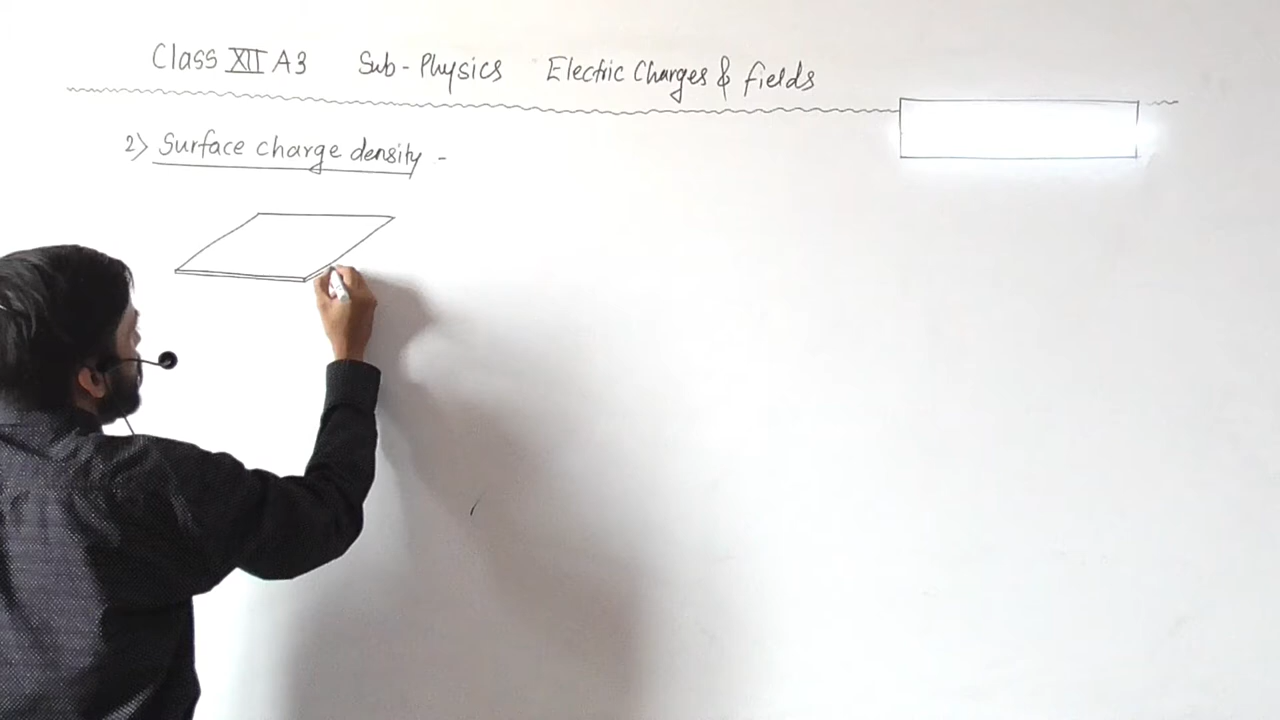 Class XII A3 Sub - Physics Electric Charges & fields
2> Surface charge density -